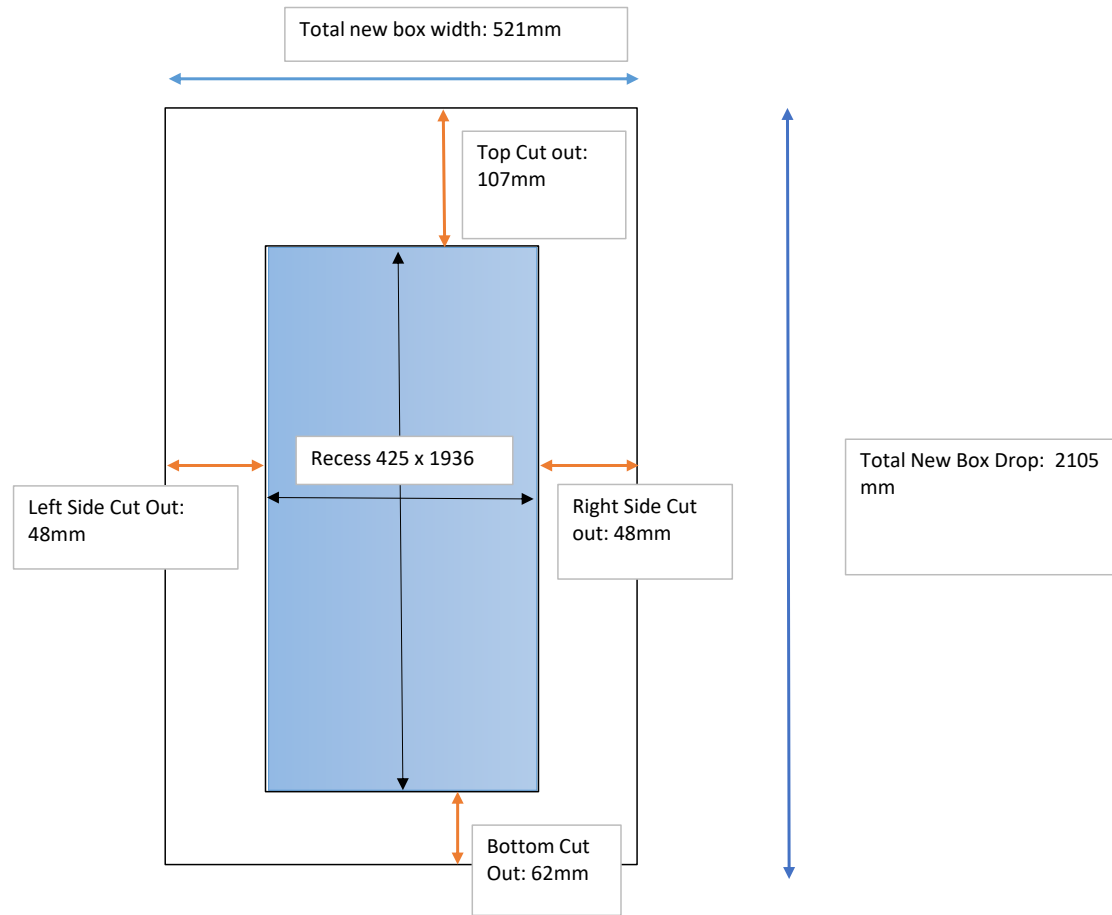 Total new box width: 521mm
Top Cut out:
107mm
Recess 425 x 1936
Left Side Cut Out:
48mm
Right Side Cut
out: 48mm
Total New Box Drop:  2105
mm
Bottom Cut
Out: 62mm